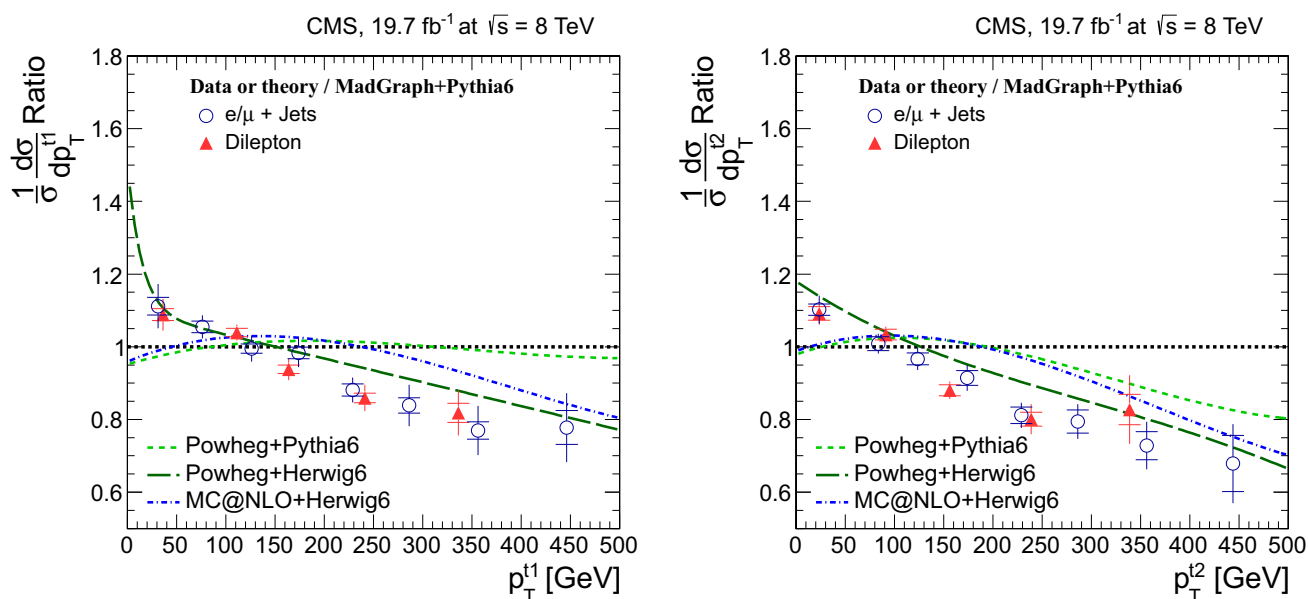 CMS, 19.7 fb⁻¹ at √s = 8 TeV
1/σ dσ/dp_T^t1 Ratio
1.8
1.6
1.4
1.2
1
0.8
0.6
Data or theory / MadGraph+Pythia6
e/μ + Jets
Dilepton
Powheg+Pythia6
Powheg+Herwig6
MC@NLO+Herwig6
0 50 100 150 200 250 300 350 400 450 500
p_T^t1 [GeV]
CMS, 19.7 fb⁻¹ at √s = 8 TeV
1/σ dσ/dp_T^t2 Ratio
1.8
1.6
1.4
1.2
1
0.8
0.6
Data or theory / MadGraph+Pythia6
e/μ + Jets
Dilepton
Powheg+Pythia6
Powheg+Herwig6
MC@NLO+Herwig6
0 50 100 150 200 250 300 350 400 450 500
p_T^t2 [GeV]